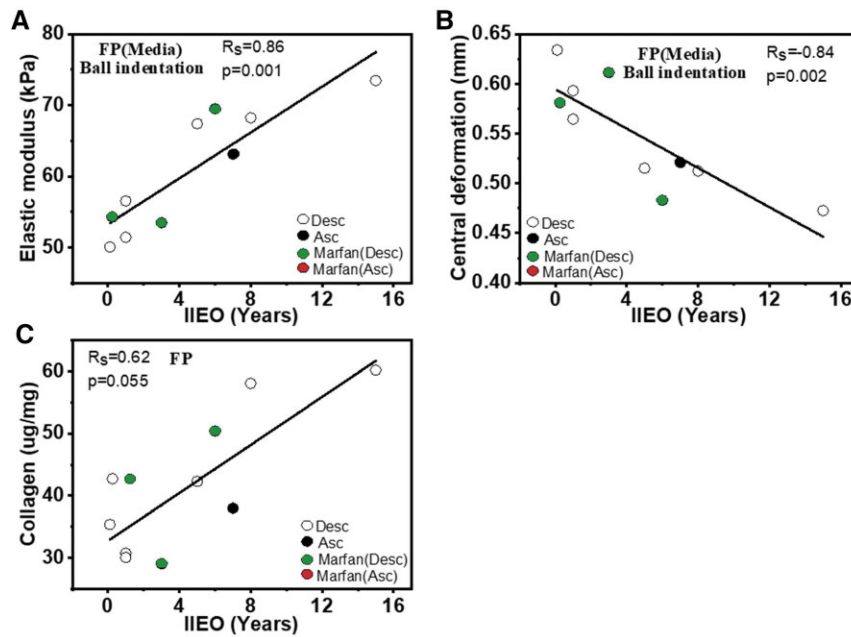 A
FP(Media)
Ball indentation
Rs=0.86
p=0.001
Elastic modulus (kPa)
80
70
60
50
0 4 8 12 16
IIEO (Years)
Desc
Asc
Marfan(Desc)
Marfan(Asc)
B
FP(Media)
Ball indentation
Rs=-0.84
p=0.002
Central deformation (mm)
0.65
0.60
0.55
0.50
0.45
0.40
0 4 8 12 16
IIEO (Years)
Desc
Asc
Marfan(Desc)
Marfan(Asc)
C
Rs=0.62 FP
p=0.055
Collagen (ug/mg)
60
50
40
30
0 4 8 12 16
IIEO (Years)
Desc
Asc
Marfan(Desc)
Marfan(Asc)